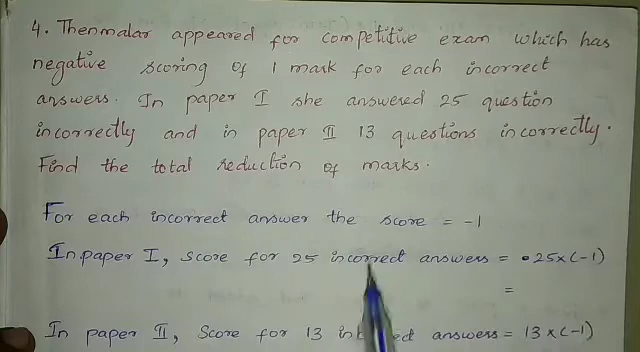 4. Thenmalar appeared for competitive exam which has
negative scoring of 1 mark for each incorrect
answers. In paper I she answered 25 question
incorrectly and in paper II 13 questions incorrectly.
Find the total reduction of marks.
For each incorrect answer the score = -1
In paper I, Score for 25 incorrect answers = 25×(-1)
=
In paper II, Score for 13 answers = 13×(-1)